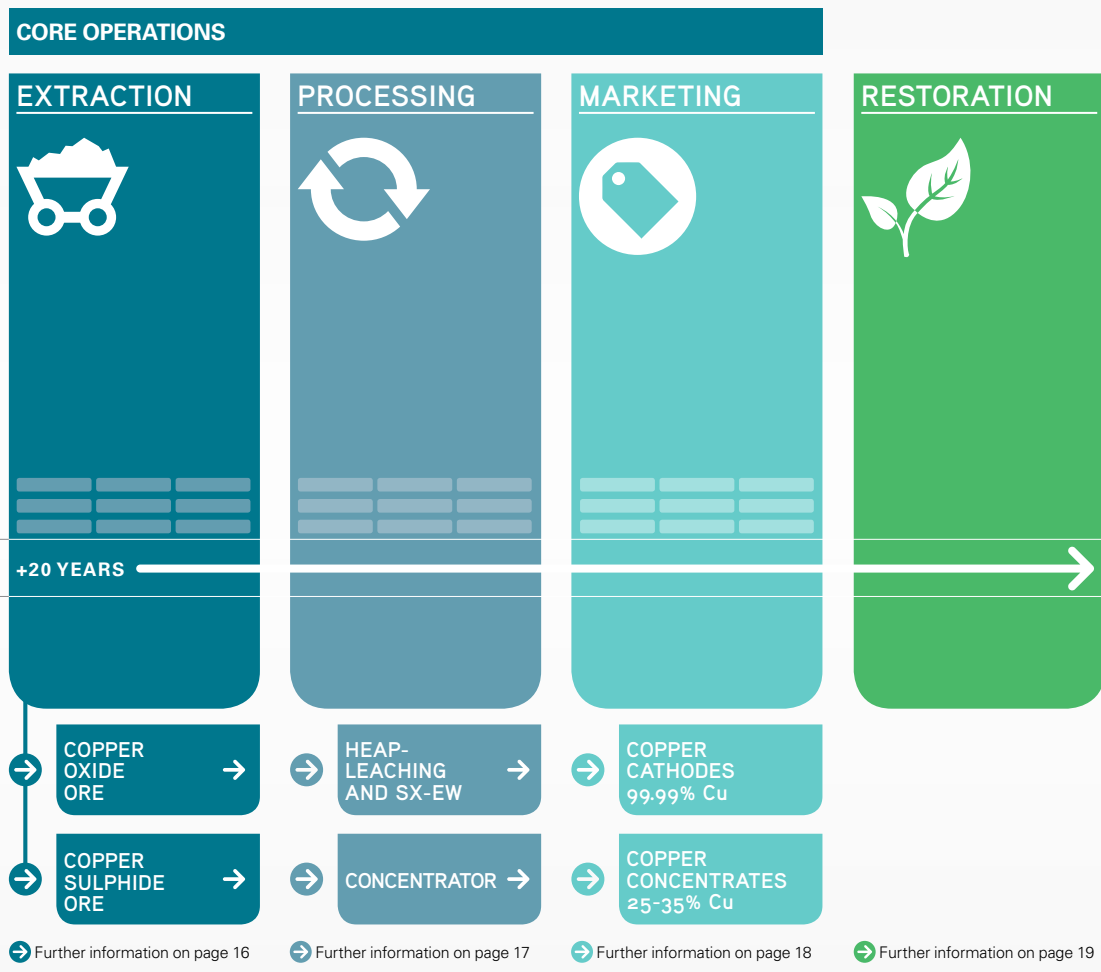 CORE OPERATIONS
EXTRACTION
PROCESSING
MARKETING
RESTORATION
+20 YEARS
COPPER
OXIDE
ORE
HEAP-
LEACHING
AND SX-EW
COPPER
CATHODES
99.99% Cu
COPPER
SULPHIDE
ORE
CONCENTRATOR
COPPER
CONCENTRATES
25-35% Cu
Further information on page 16
Further information on page 17
Further information on page 18
Further information on page 19